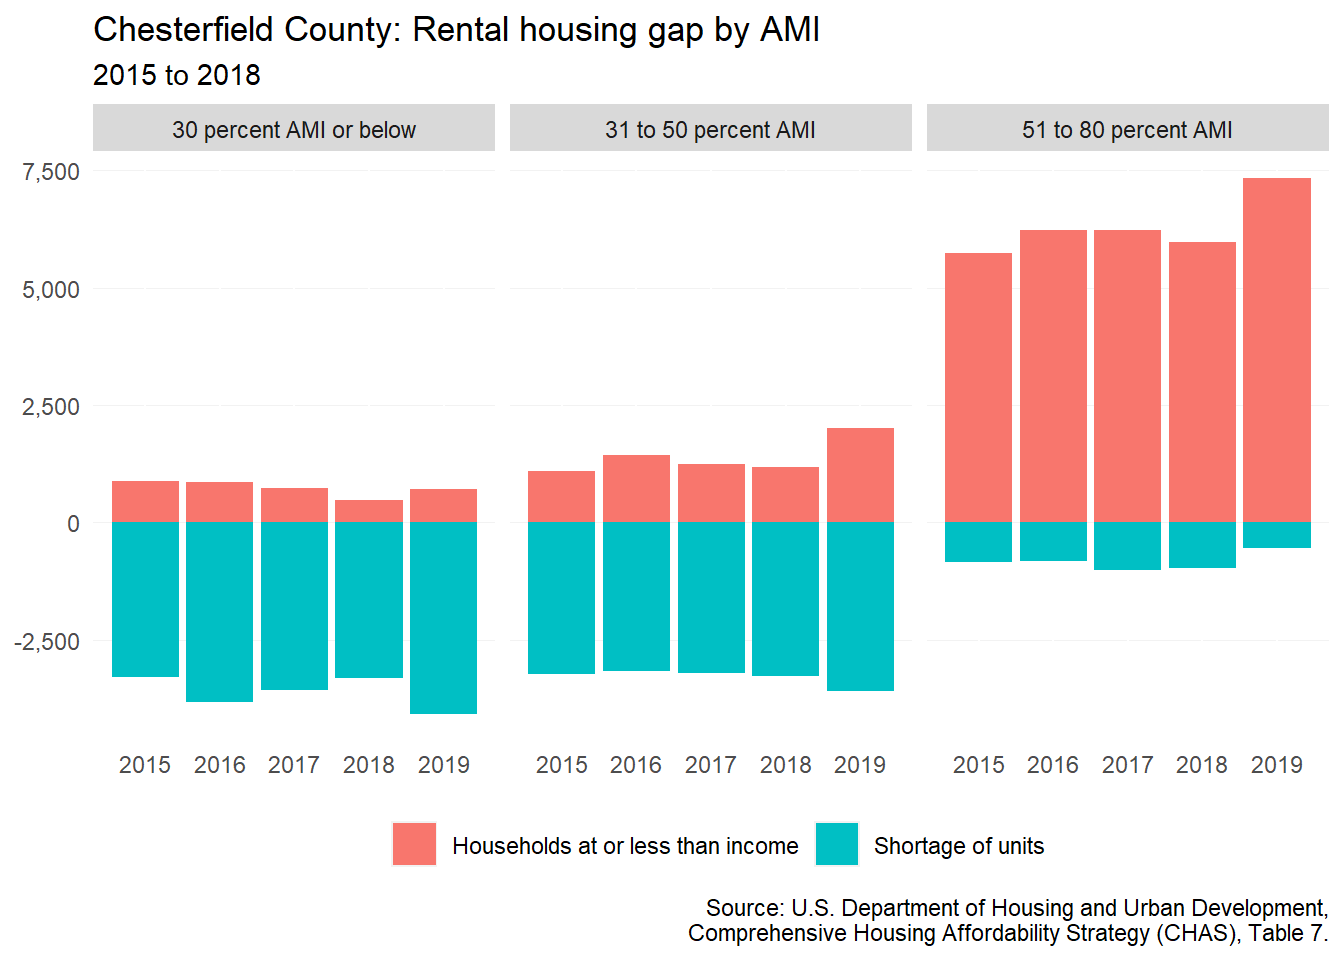 Chesterfield County: Rental housing gap by AMI
2015 to 2018
30 percent AMI or below
31 to 50 percent AMI
51 to 80 percent AMI
7,500
5,000
2,500
0
-2,500
2015 2016 2017 2018 2019
2015 2016 2017 2018 2019
2015 2016 2017 2018 2019
Households at or less than income
Shortage of units
Source: U.S. Department of Housing and Urban Development,
Comprehensive Housing Affordability Strategy (CHAS), Table 7.